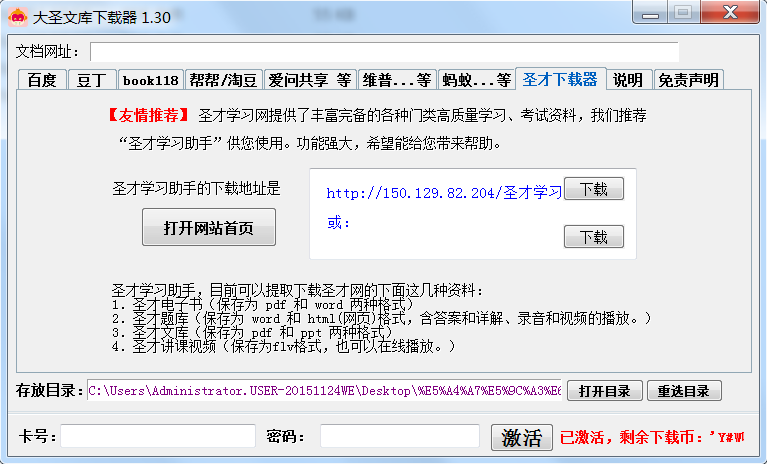 大圣文库下载器 1.30
文档网址：
百度 豆丁 book118 帮帮/淘豆 爱问共享 等 维普...等 蚂蚁...等 圣才下载器 说明 免责声明
【友情推荐】 圣才学习网提供了丰富完备的各种门类高质量学习、考试资料，我们推荐
“圣才学习助手”供您使用。功能强大，希望能给您带来帮助。
圣才学习助手的下载地址是
打开网站首页
http://150.129.82.204/圣才学习 下载
或： 下载
圣才学习助手，目前可以提取下载圣才网的下面这几种资料：
1. 圣才电子书（保存为 pdf 和 word 两种格式）
2. 圣才题库（保存为 word 和 html(网页)格式，含答案和详解、录音和视频的播放。）
3. 圣才文库（保存为 pdf 和 ppt 两种格式）
4. 圣才讲课视频（保存为flv格式，也可以在线播放。）
存放目录： C:\Users\Administrator.USER-20151124WE\Desktop\%E5%A4%A7%E5%9C%A3%E6 打开目录 重选目录
卡号： 密码： 激活 已激活，剩余下载币：'Y#W